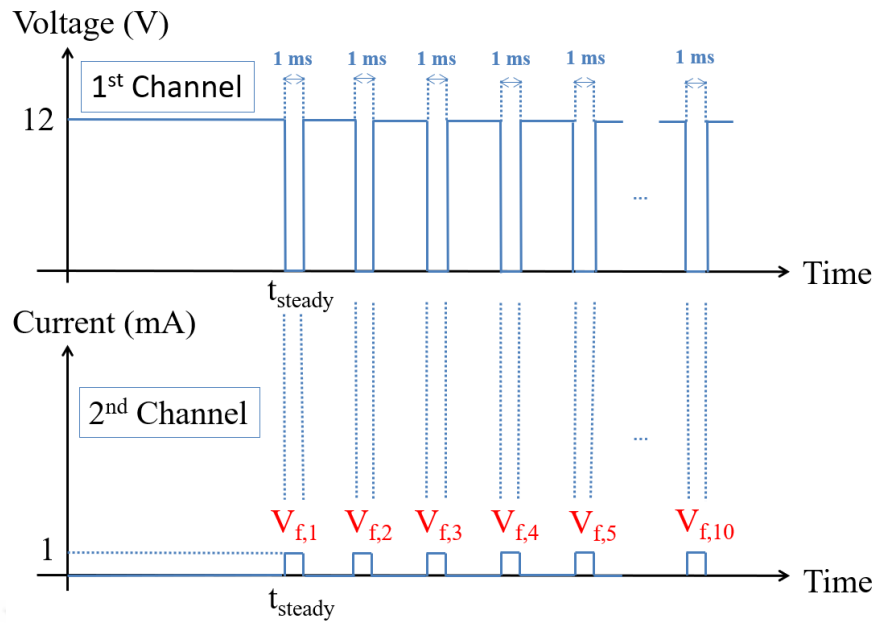 Voltage (V)
1 ms 1 ms 1 ms 1 ms 1 ms 1 ms
1st Channel
12
...
Time
tsteady
Current (mA)
2nd Channel
...
Vf,1 Vf,2 Vf,3 Vf,4 Vf,5 Vf,10
1
Time
tsteady